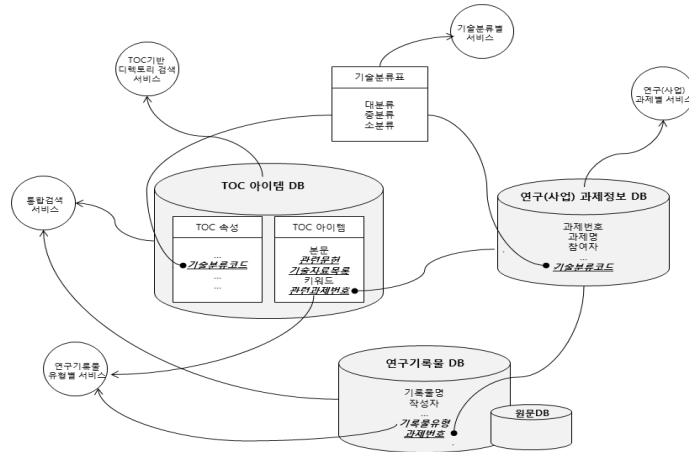 기술분류별
서비스
TOC기반
디렉토리 검색
서비스
기술분류표
대분류
중분류
소분류
연구(사업)
과제별 서비스
TOC 아이템 DB
TOC 속성
...
기술분류코드
...
...
TOC 아이템
본문
관련문헌
기술자료목록
키워드
관련과제번호
연구(사업) 과제정보 DB
과제번호
과제명
참여자
...
기술분류코드
통합검색
서비스
연구기록물
유형별 서비스
연구기록물 DB
기록물명
작성자
...
기록물유형
과제번호
원문DB